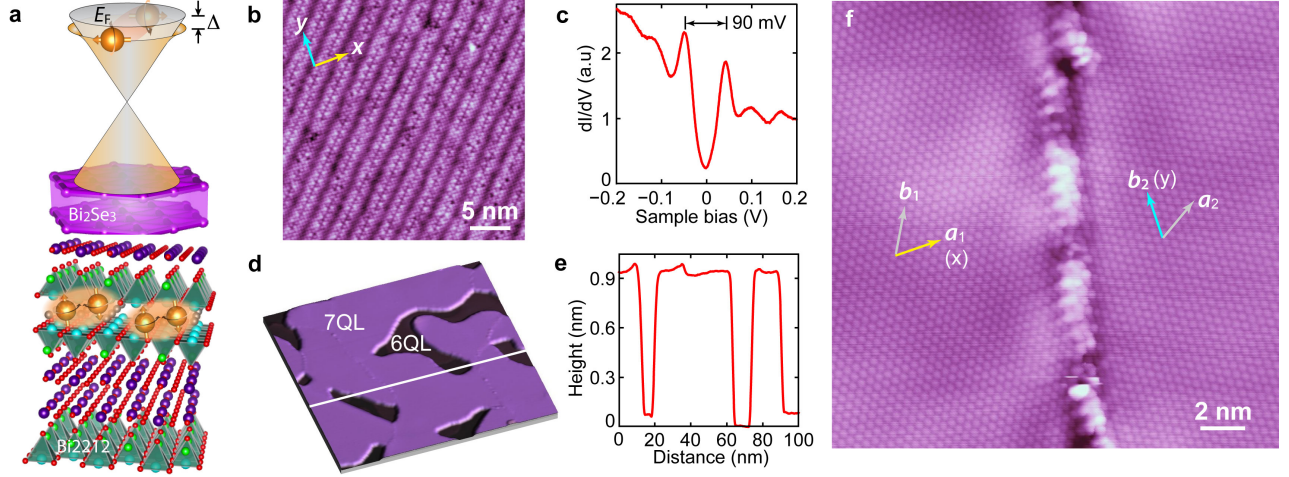 a
E_F
Δ
Bi₂Se₃
Bi2212
b
y
x
5 nm
c
90 mV
dI/dV (a.u)
2
1
0
−0.2 −0.1 0 0.1 0.2
Sample bias (V)
d
7QL
6QL
e
Height (nm)
0.9
0.6
0.3
0
0 20 40 60 80 100
Distance (nm)
f
b₁
a₁
(x)
b₂ (y)
a₂
2 nm